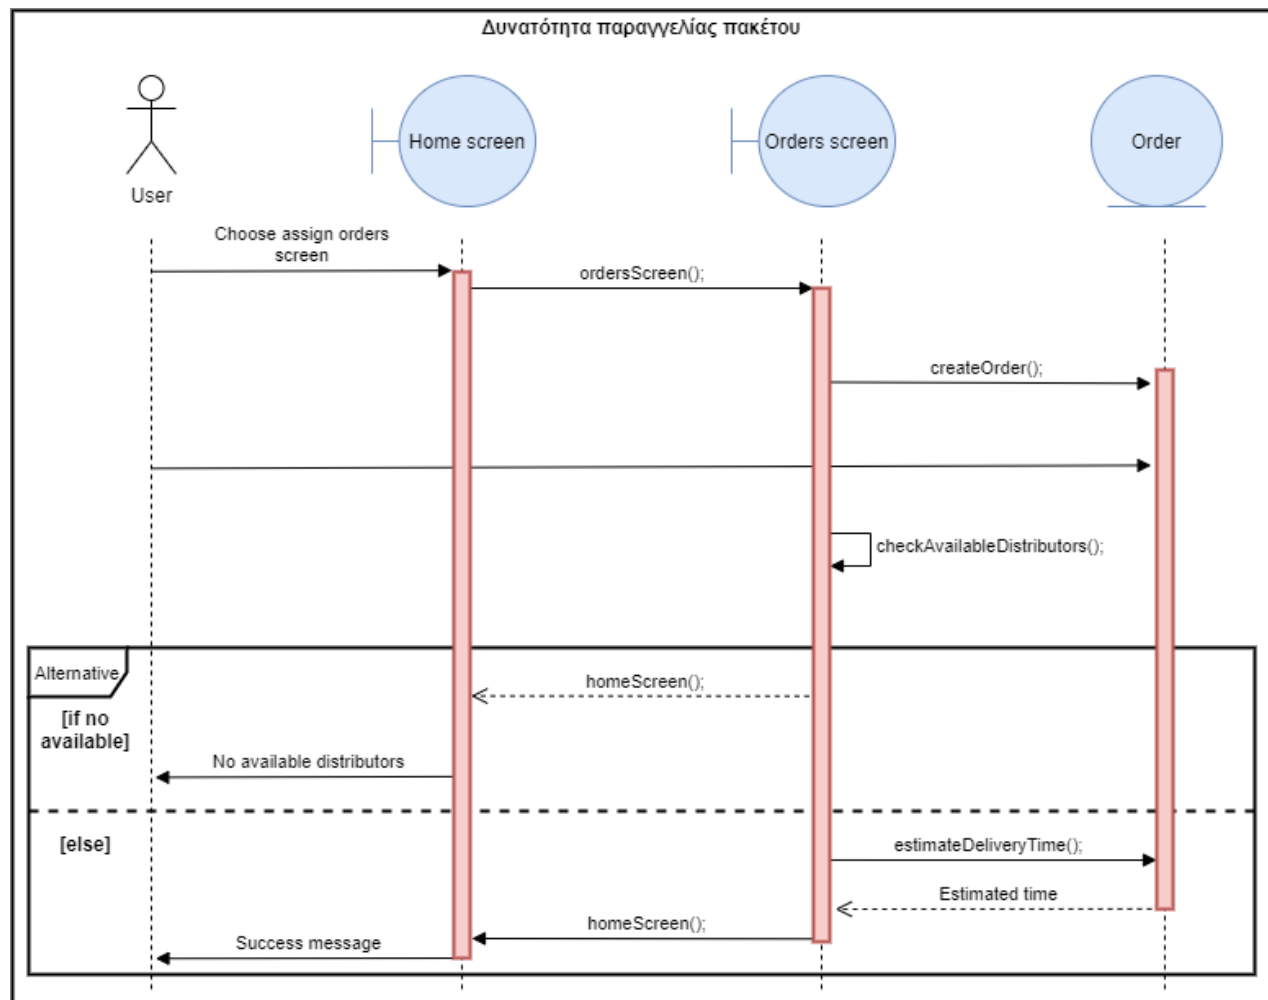 Δυνατότητα παραγγελίας πακέτου
Home screen
Orders screen
Order
User
Choose assign orders
screen
ordersScreen();
createOrder();
checkAvailableDistributors();
Alternative
homeScreen();
[if no
available]
No available distributors
[else]
estimateDeliveryTime();
Estimated time
homeScreen();
Success message